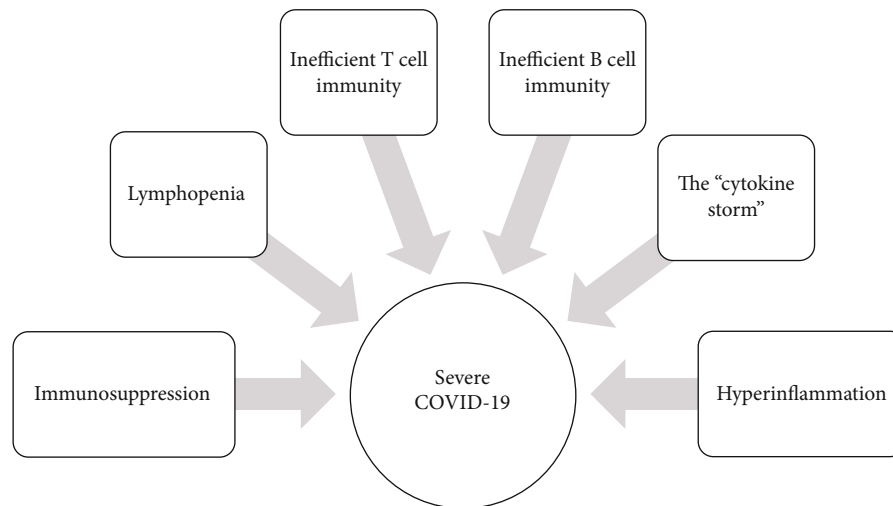 Inefficient T cell
immunity
Inefficient B cell
immunity
Lymphopenia
The “cytokine
storm”
Immunosuppression
Severe
COVID-19
Hyperinflammation